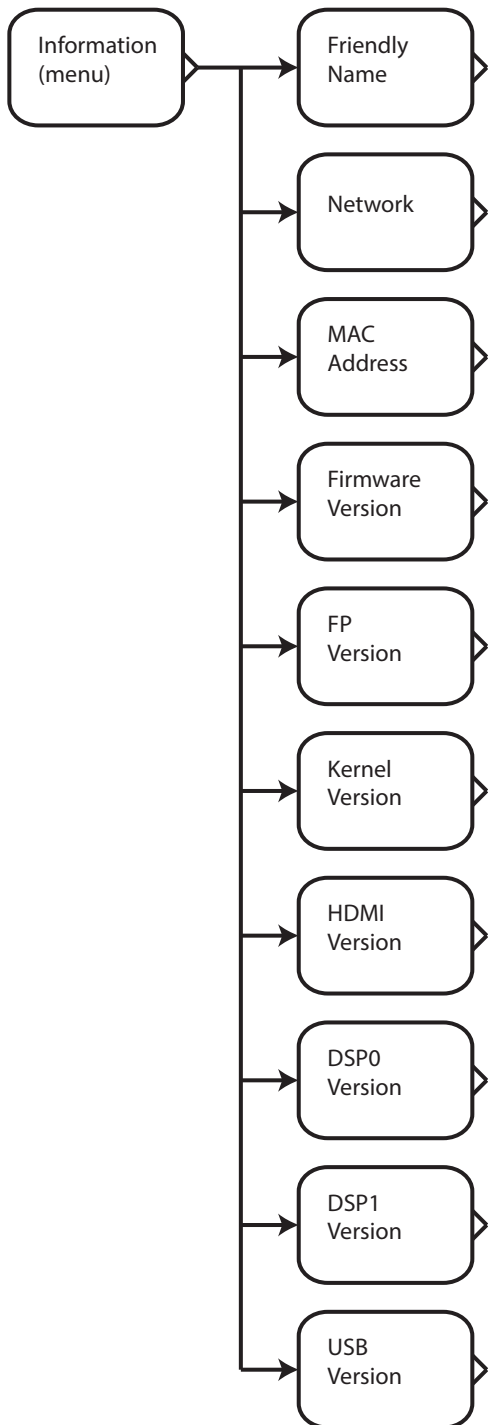 Information
(menu)
Friendly
Name
Network
MAC
Address
Firmware
Version
FP
Version
Kernel
Version
HDMI
Version
DSP0
Version
DSP1
Version
USB
Version